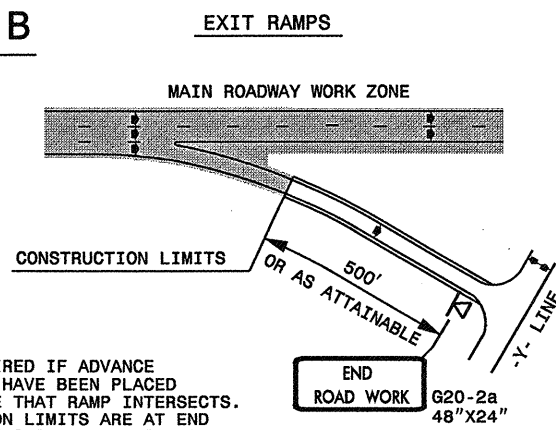 B
EXIT RAMPS
MAIN ROADWAY WORK ZONE
CONSTRUCTION LIMITS
500'
OR AS ATTAINABLE
-Y- LINE
END
ROAD WORK
G20-2a
48"X24"
IRED IF ADVANCE
HAVE BEEN PLACED
E THAT RAMP INTERSECTS.
ON LIMITS ARE AT END